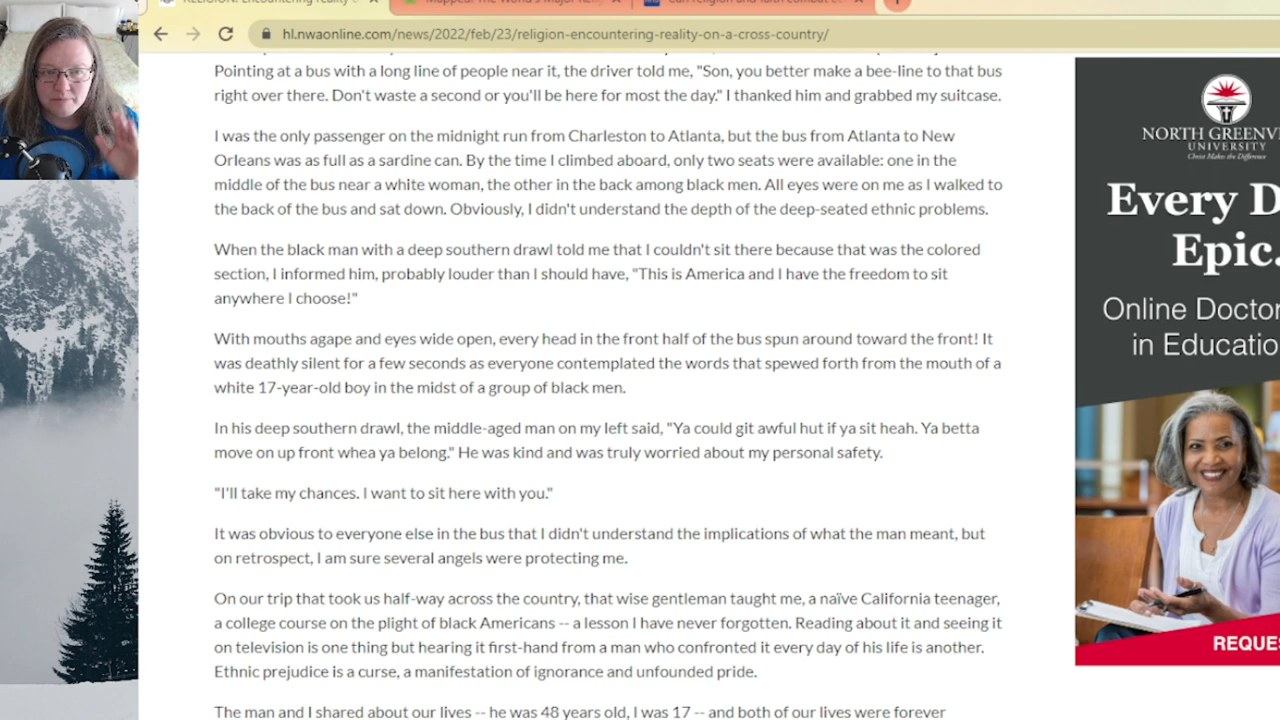 RELIGION: Encountering reality
Mapped: The World's Major Reli
Can religion and faith combat
hl.nwaonline.com/news/2022/feb/23/religion-encountering-reality-on-a-cross-country/
Pointing at a bus with a long line of people near it, the driver told me, "Son, you better make a bee-line to that bus
right over there. Don't waste a second or you'll be here for most the day." I thanked him and grabbed my suitcase.
I was the only passenger on the midnight run from Charleston to Atlanta, but the bus from Atlanta to New
Orleans was as full as a sardine can. By the time I climbed aboard, only two seats were available: one in the
middle of the bus near a white woman, the other in the back among black men. All eyes were on me as I walked to
the back of the bus and sat down. Obviously, I didn't understand the depth of the deep-seated ethnic problems.
When the black man with a deep southern drawl told me that I couldn't sit there because that was the colored
section, I informed him, probably louder than I should have, "This is America and I have the freedom to sit
anywhere I choose!"
With mouths agape and eyes wide open, every head in the front half of the bus spun around toward the front! It
was deathly silent for a few seconds as everyone contemplated the words that spewed forth from the mouth of a
white 17-year-old boy in the midst of a group of black men.
In his deep southern drawl, the middle-aged man on my left said, "Ya could git awful hut if ya sit heah. Ya betta
move on up front whea ya belong." He was kind and was truly worried about my personal safety.
"I'll take my chances. I want to sit here with you."
It was obvious to everyone else in the bus that I didn't understand the implications of what the man meant, but
on retrospect, I am sure several angels were protecting me.
On our trip that took us half-way across the country, that wise gentleman taught me, a naïve California teenager,
a college course on the plight of black Americans -- a lesson I have never forgotten. Reading about it and seeing it
on television is one thing but hearing it first-hand from a man who confronted it every day of his life is another.
Ethnic prejudice is a curse, a manifestation of ignorance and unfounded pride.
The man and I shared about our lives -- he was 48 years old, I was 17 -- and both of our lives were forever
NORTH GREENV
UNIVERSITY
Christ Makes the Difference
Every D
Epic.
Online Doctor
in Educatio
REQUES